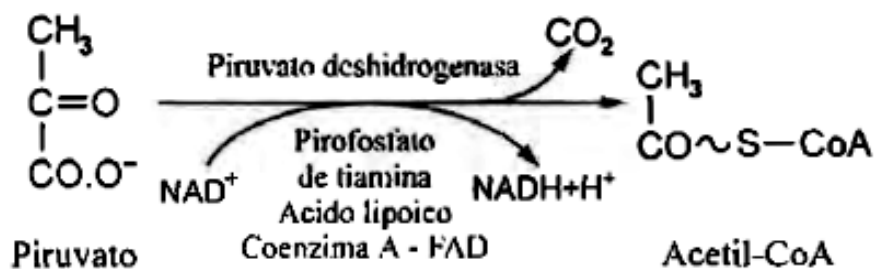 CH₃
C=O
CO.O⁻
Piruvato
Piruvato deshidrogenasa
CO₂
NAD⁺
Pirofosfato
de tiamina
Acido lipoico
Coenzima A - FAD
NADH+H⁺
CH₃
CO~S—CoA
Acetil-CoA